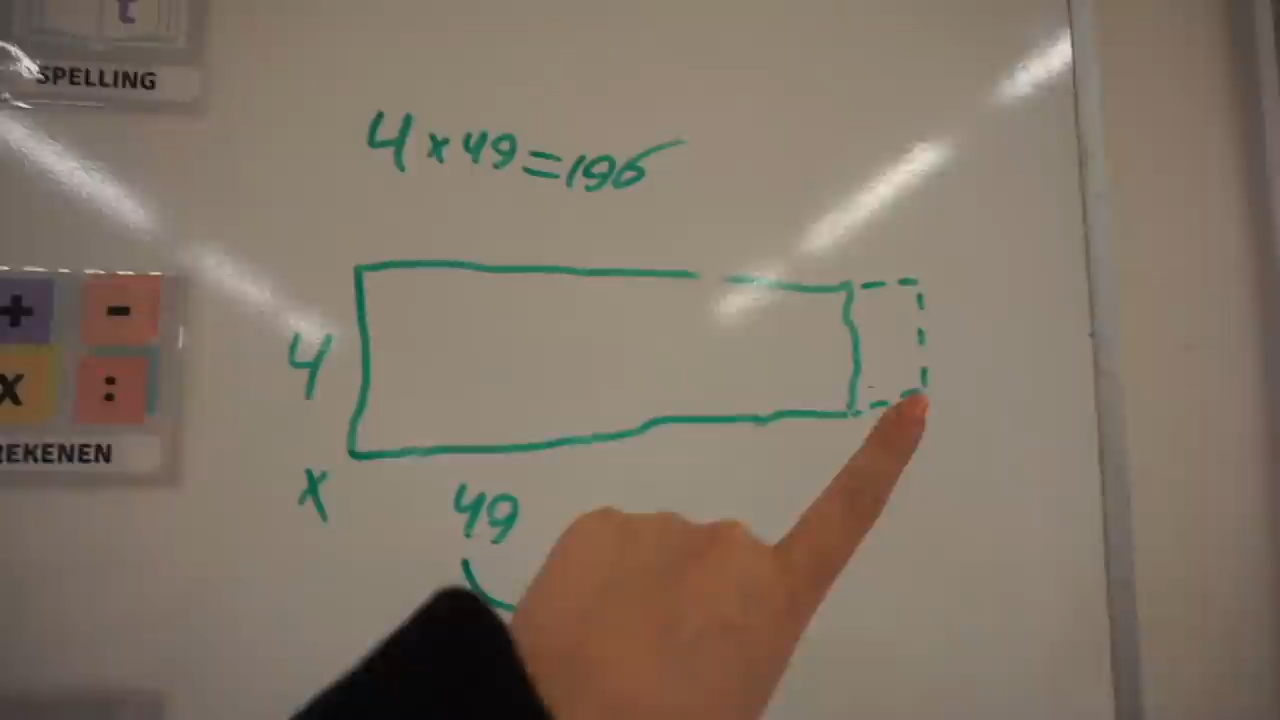 t
SPELLING
4 × 49 = 196
+ -
x :
REKENEN
4
x
49